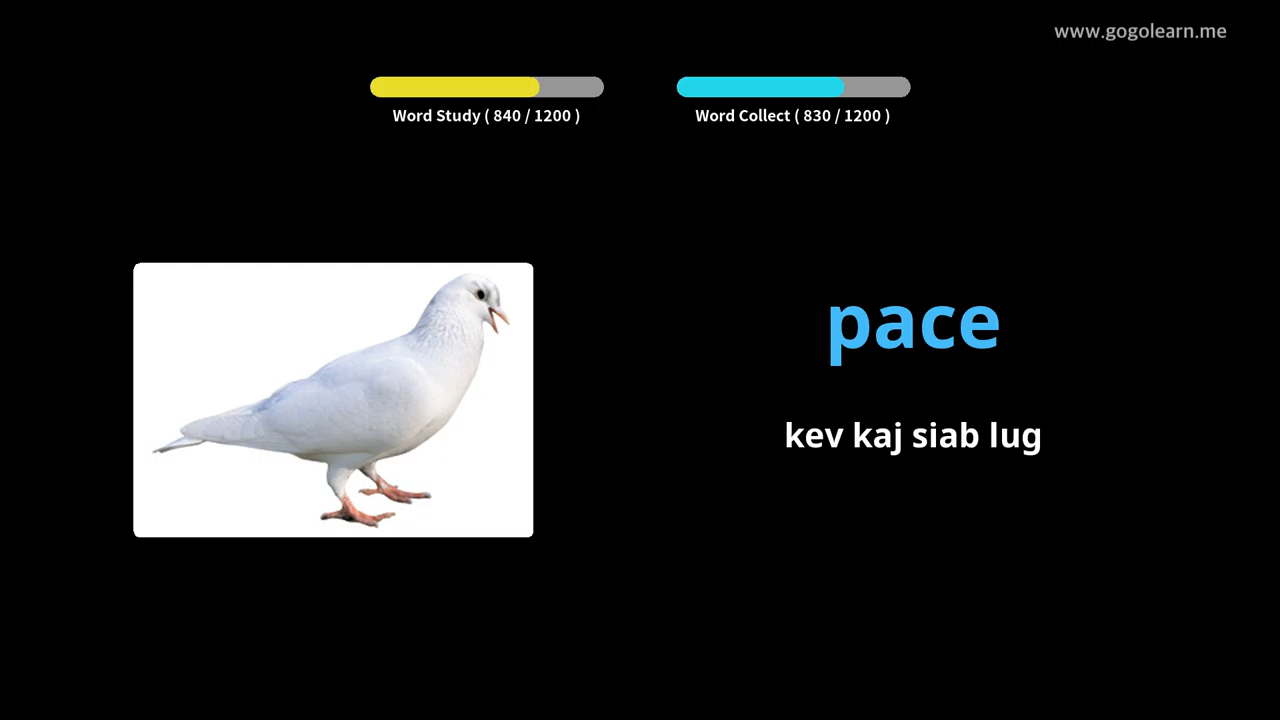 www.gogolearn.me
Word Study ( 840 / 1200 )
Word Collect ( 830 / 1200 )
pace
kev kaj siab lug